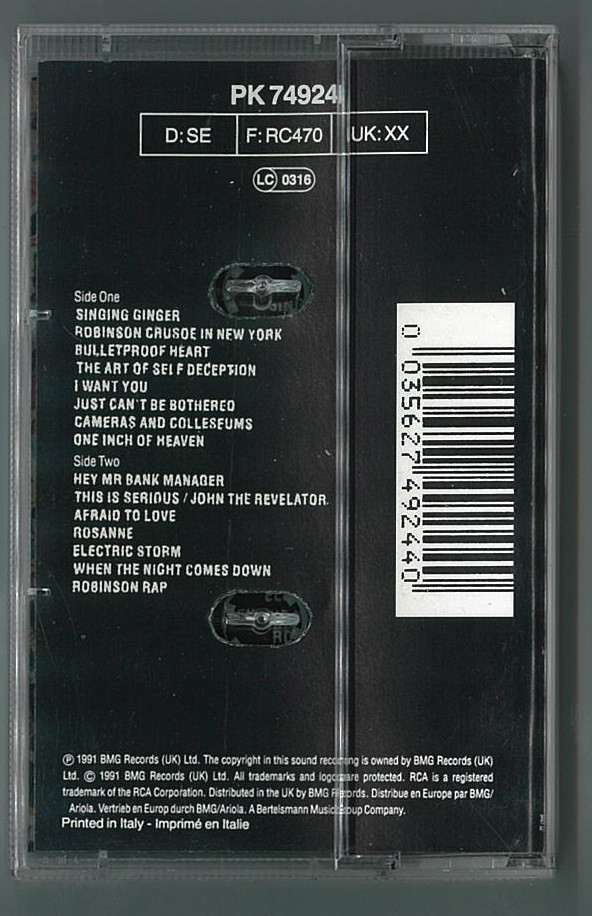 PK 74924
D: SE F: RC470 UK: XX
LC 0316
Side One
SINGING GINGER
ROBINSON CRUSOE IN NEW YORK
BULLETPROOF HEART
THE ART OF SELF DECEPTION
I WANT YOU
JUST CAN'T BE BOTHERED
CAMERAS AND COLLESEUMS
ONE INCH OF HEAVEN
Side Two
HEY MR BANK MANAGER
THIS IS SERIOUS / JOHN THE REVELATOR
AFRAID TO LOVE
ROSANNE
ELECTRIC STORM
WHEN THE NIGHT COMES DOWN
ROBINSON RAP
0 035627 492440
℗ 1991 BMG Records (UK) Ltd. The copyright in this sound recording is owned by BMG Records (UK)
Ltd. © 1991 BMG Records (UK) Ltd. All trademarks and logos are protected. RCA is a registered
trademark of the RCA Corporation. Distributed in the UK by BMG Records. Distribue en Europe par BMG/
Ariola. Vertrieb en Europ durch BMG/Ariola. A Bertelsmann Music Group Company.
Printed in Italy - Imprimé en Italie